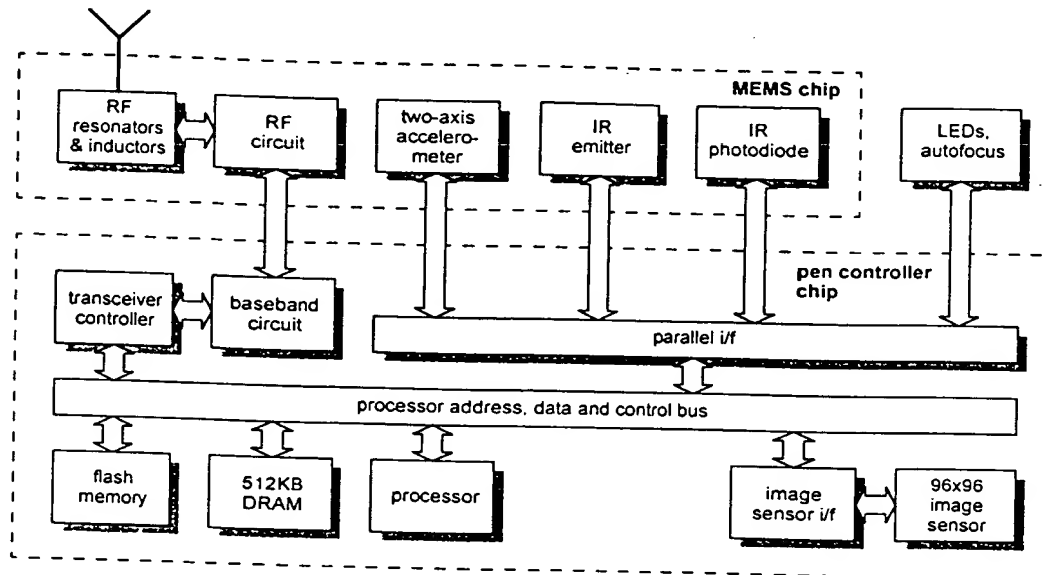 MEMS chip
RF
resonators
& inductors
RF
circuit
two-axis
accelero-
meter
IR
emitter
IR
photodiode
LEDs,
autofocus
pen controller
chip
transceiver
controller
baseband
circuit
parallel i/f
processor address, data and control bus
flash
memory
512KB
DRAM
processor
image
sensor i/f
96x96
image
sensor